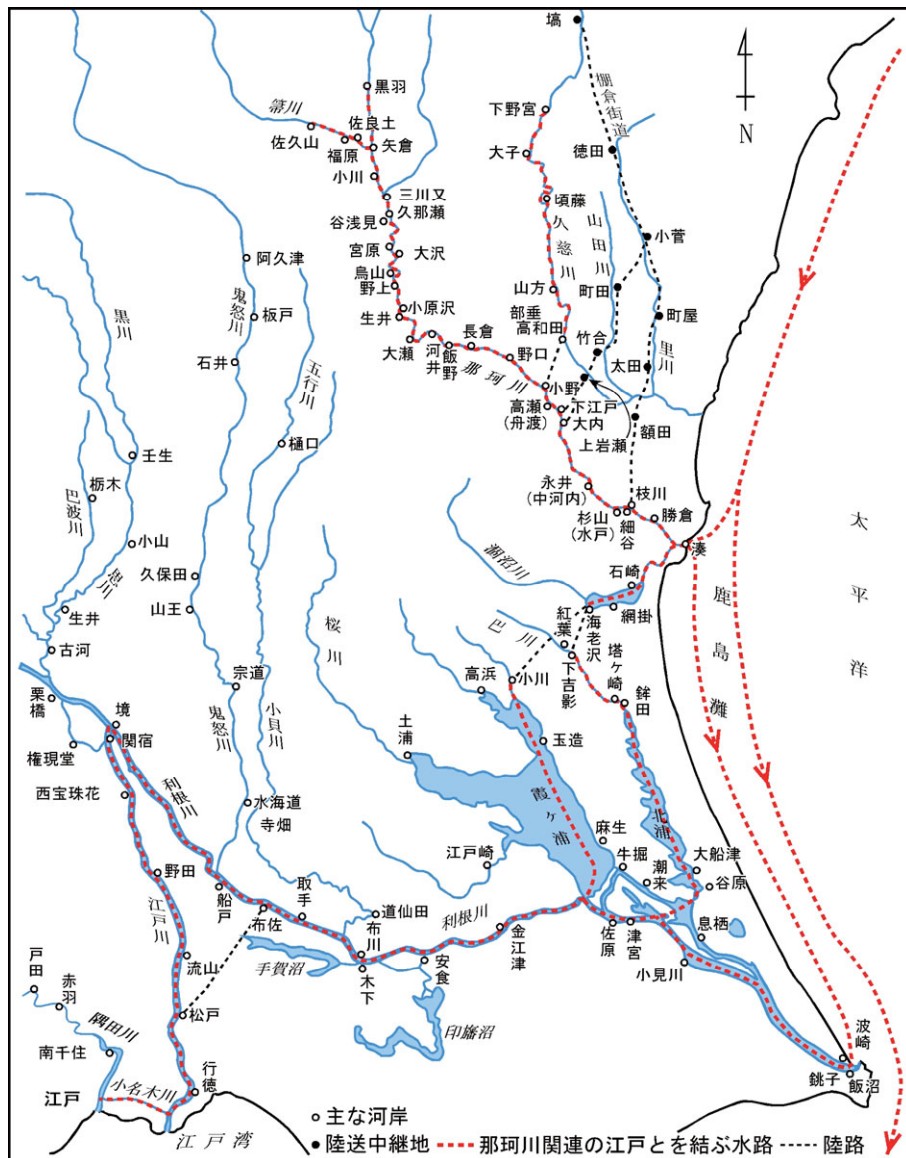 塙
棚倉街道
N
黒羽
箒川
佐久山
佐良土
福原
矢倉
小川
三川又
久那瀬
谷浅見
宮原
大沢
烏山
野上
小原沢
生井
大瀬
河井
飯野
長倉
野口
那珂川
下野宮
大子
頃藤
久慈川
山方
部垂
高和田
徳田
山田川
小菅
町田
町屋
竹合
太田
里川
小野
高瀬
(舟渡)
下江戸
大内
上岩瀬
額田
永井
(中河内)
枝川
杉山
(水戸)
細谷
勝倉
湊
太平洋
鹿島灘
阿久津
鬼怒川
板戸
石井
黒川
五行川
樋口
壬生
栃木
巴波川
小山
思川
久保田
山王
生井
古河
栗橋
境
関宿
権現堂
西宝珠花
利根川
宗道
鬼怒川
小貝川
水海道
寺畑
桜川
土浦
涸沼川
石崎
網掛
海老沢
紅葉
巴川
下吉影
塔ヶ崎
鉾田
高浜
小川
玉造
霞ヶ浦
北浦
麻生
牛堀
潮来
大船津
谷原
息栖
江戸崎
野田
江戸川
船戸
取手
布佐
道仙田
布川
利根川
金江津
佐原
津宮
小見川
手賀沼
木下
安食
印旛沼
流山
松戸
戸田
赤羽
隅田川
南千住
行徳
江戸
小名木川
江戸湾
波崎
銚子
飯沼
主な河岸
陸送中継地
那珂川関連の江戸とを結ぶ水路
陸路